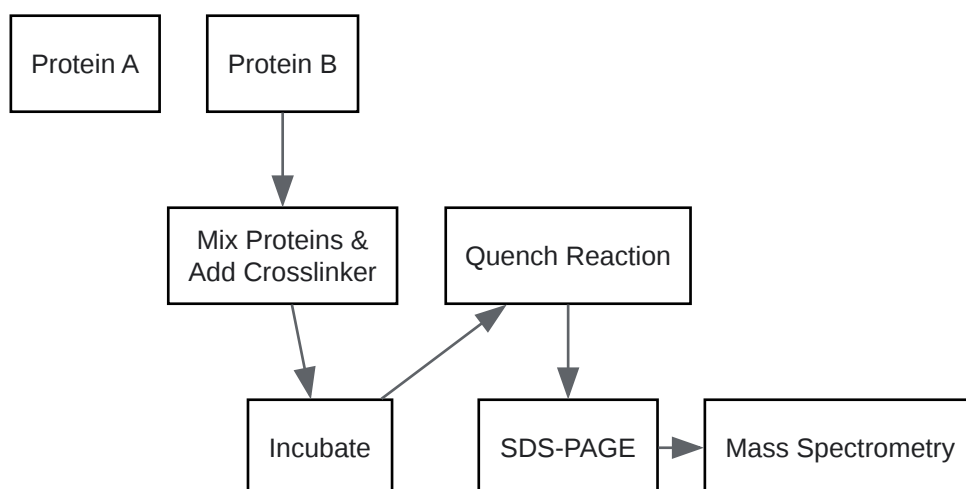 Protein A
Protein B
Mix Proteins &
Add Crosslinker
Quench Reaction
Incubate
SDS-PAGE
Mass Spectrometry